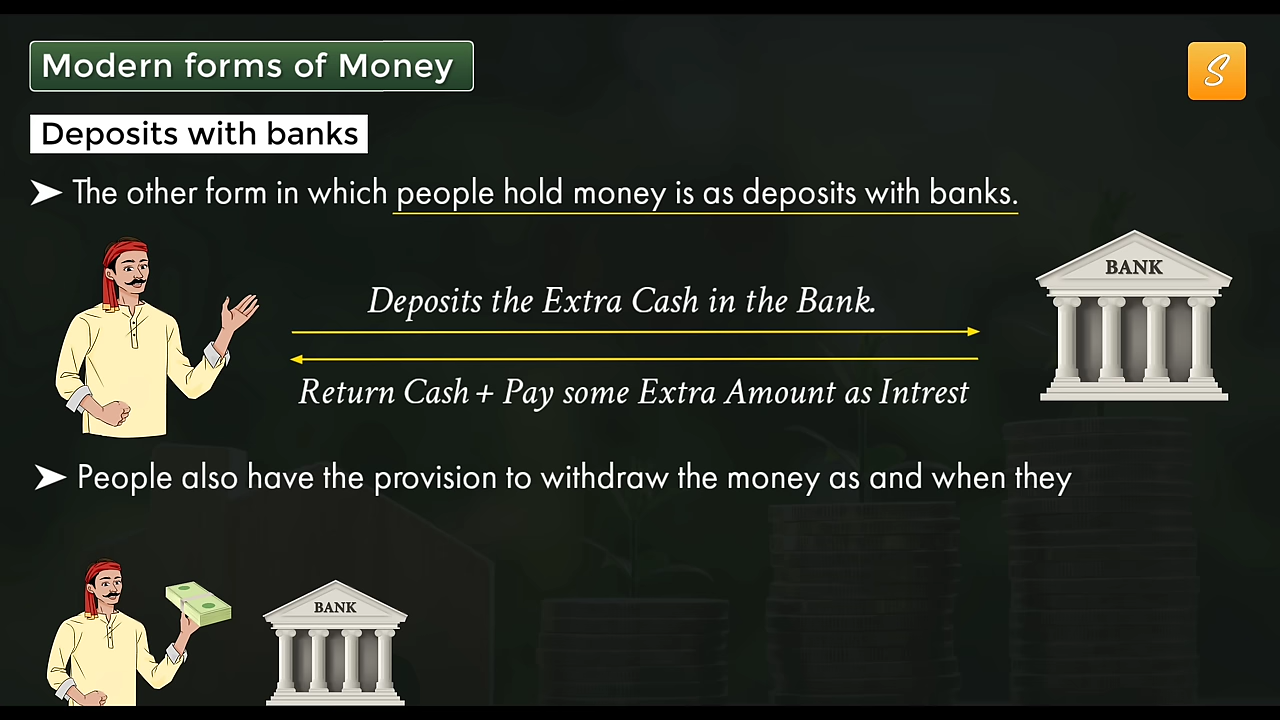 Modern forms of Money
S
Deposits with banks
➤ The other form in which people hold money is as deposits with banks.
BANK
Deposits the Extra Cash in the Bank.
Return Cash + Pay some Extra Amount as Intrest
➤ People also have the provision to withdraw the money as and when they
BANK